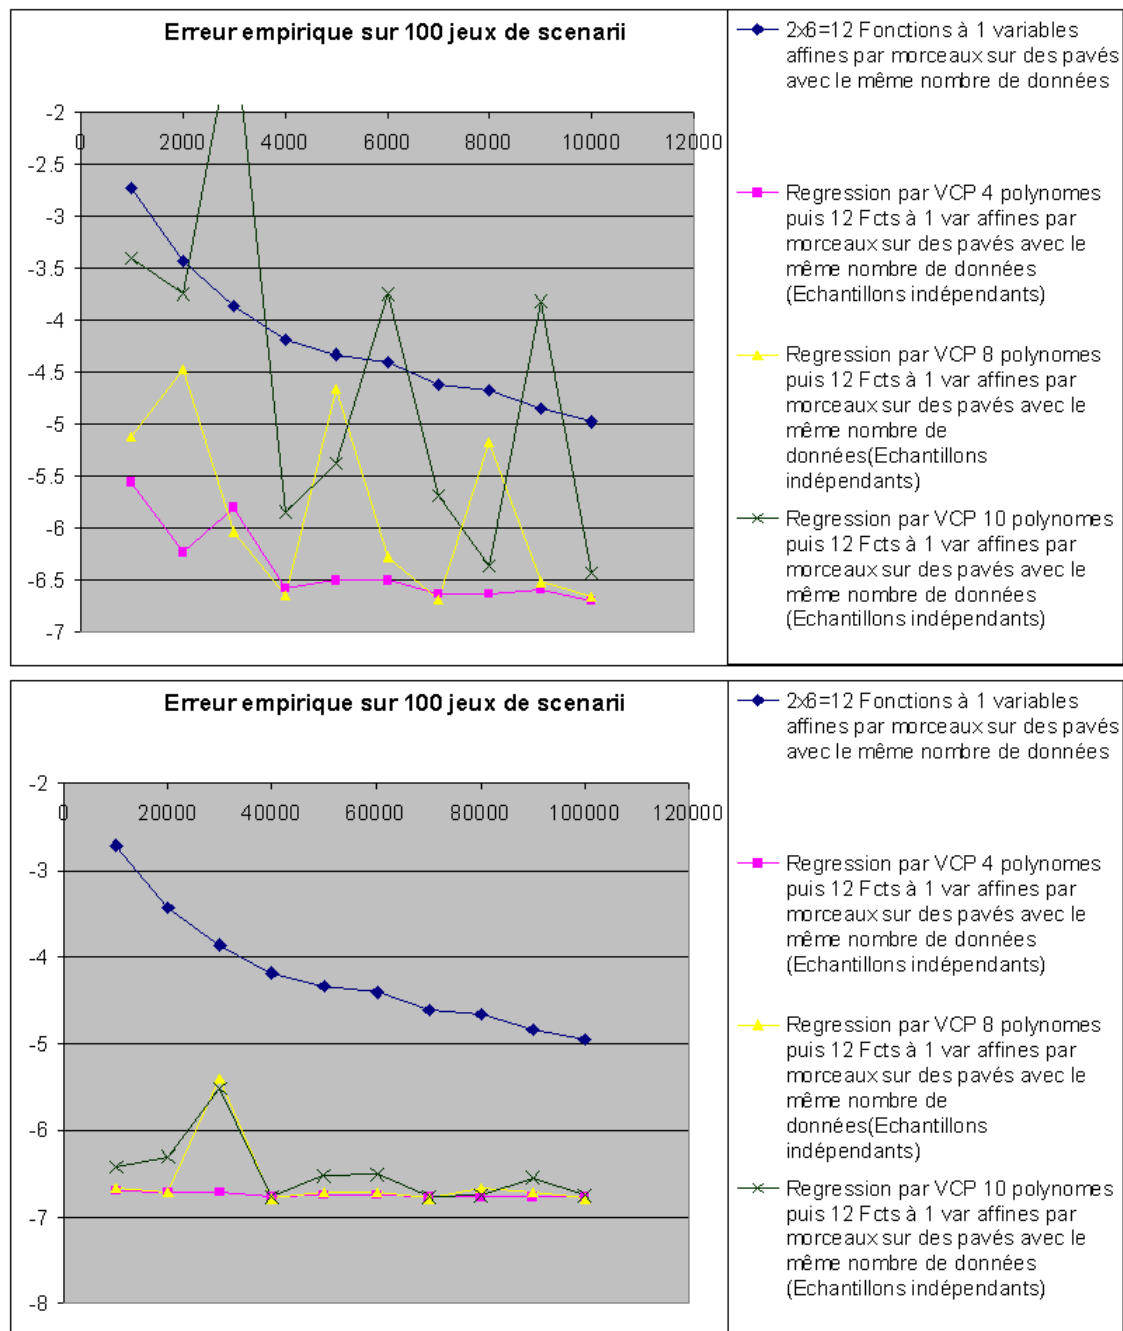 Erreur empirique sur 100 jeux de scenarii
-2
0 2000 4000 6000 8000 10000 12000
-2.5
-3
-3.5
-4
-4.5
-5
-5.5
-6
-6.5
-7
2x6=12 Fonctions à 1 variables
affines par morceaux sur des pavés
avec le même nombre de données
Regression par VCP 4 polynomes
puis 12 Fcts à 1 var affines par
morceaux sur des pavés avec le
même nombre de données
(Echantillons indépendants)
Regression par VCP 8 polynomes
puis 12 Fcts à 1 var affines par
morceaux sur des pavés avec le
même nombre de
données(Echantillons
indépendants)
Regression par VCP 10 polynomes
puis 12 Fcts à 1 var affines par
morceaux sur des pavés avec le
même nombre de données
(Echantillons indépendants)
Erreur empirique sur 100 jeux de scenarii
-2
0 20000 40000 60000 80000 100000 120000
-3
-4
-5
-6
-7
-8
2x6=12 Fonctions à 1 variables
affines par morceaux sur des pavés
avec le même nombre de données
Regression par VCP 4 polynomes
puis 12 Fcts à 1 var affines par
morceaux sur des pavés avec le
même nombre de données
(Echantillons indépendants)
Regression par VCP 8 polynomes
puis 12 Fcts à 1 var affines par
morceaux sur des pavés avec le
même nombre de
données(Echantillons
indépendants)
Regression par VCP 10 polynomes
puis 12 Fcts à 1 var affines par
morceaux sur des pavés avec le
même nombre de données
(Echantillons indépendants)